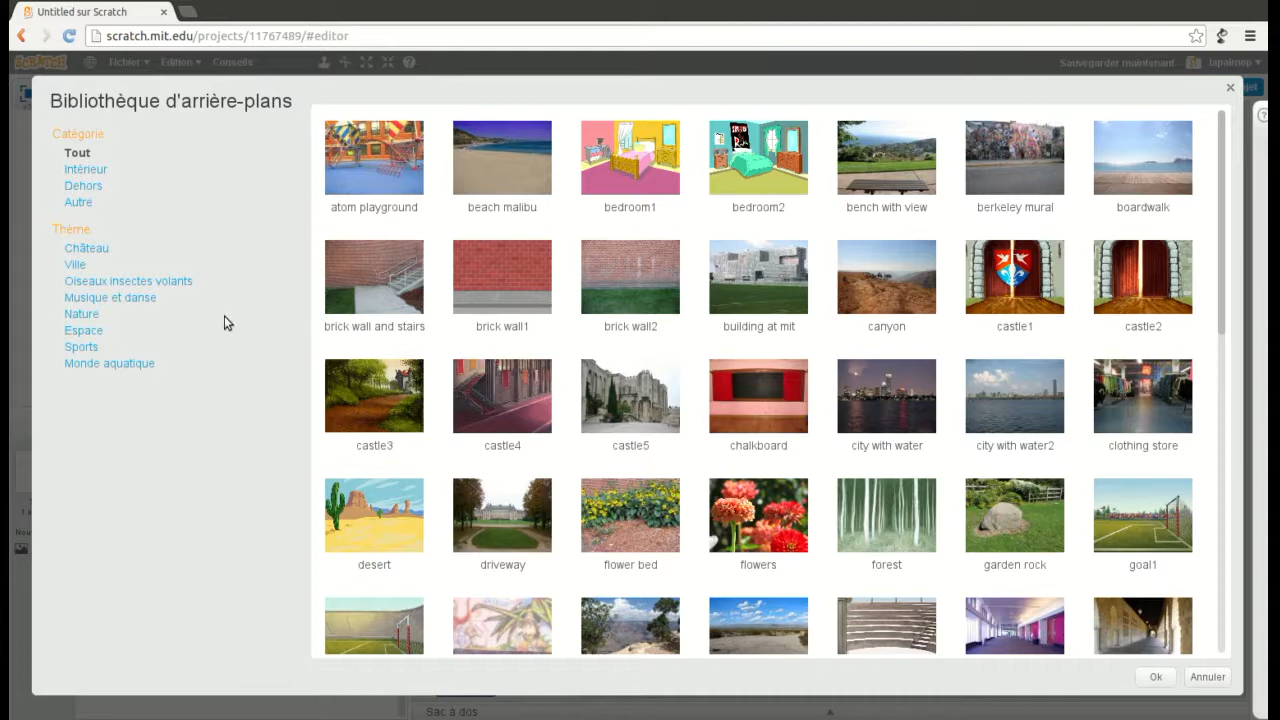 Untitled sur Scratch
scratch.mit.edu/projects/11767489/#editor
SCRATCH Fichier Edition Conseils Sauvegarder maintenant
Bibliothèque d'arrière-plans
Catégorie
Tout
Intérieur
Dehors
Autre
Thème
Château
Ville
Oiseaux insectes volants
Musique et danse
Nature
Espace
Sports
Monde aquatique
atom playground beach malibu bedroom1 bedroom2 bench with view berkeley mural boardwalk
brick wall and stairs brick wall1 brick wall2 building at mit canyon castle1 castle2
castle3 castle4 castle5 chalkboard city with water city with water2 clothing store
desert driveway flower bed flowers forest garden rock goal1
Ok Annuler
Sac à dos